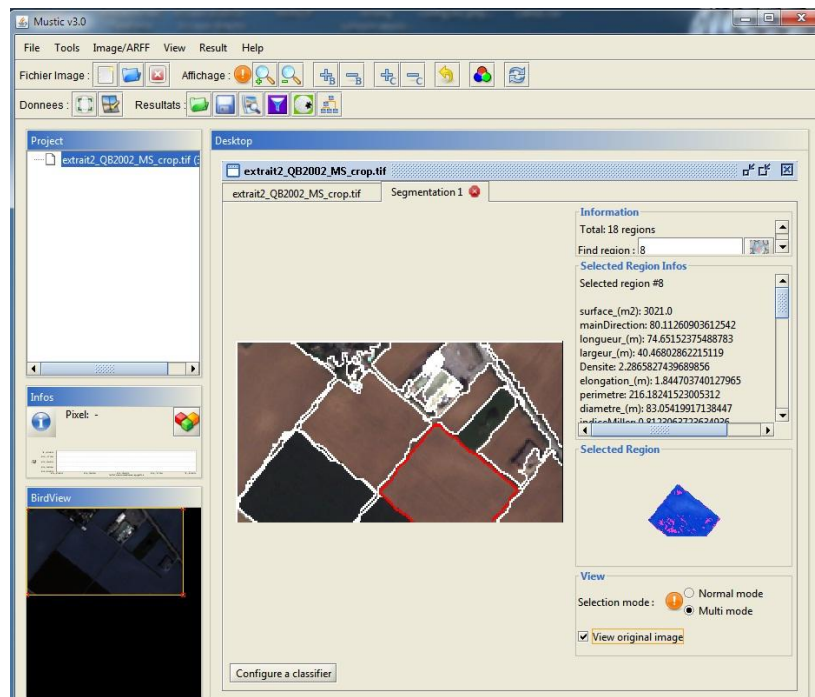 Mustic v3.0
File Tools Image/ARFF View Result Help
Fichier Image : Affichage :
Donnees : Resultats :
Project
extrait2_QB2002_MS_crop.tif (3
Desktop
extrait2_QB2002_MS_crop.tif
extrait2_QB2002_MS_crop.tif Segmentation 1
Information
Total: 18 regions
Find region : 8
Selected Region Infos
Selected region #8
surface_(m2): 3021.0
mainDirection: 80.11260903612542
longueur_(m): 74.65152375488783
largeur_(m): 40.46802862215119
Densite: 2.2865827439689856
elongation_(m): 1.844703740127965
perimetre: 216.18241523005312
diametre_(m): 83.05419917138447
Infos
Pixel: -
Selected Region
BirdView
View
Selection mode :
Normal mode
Multi mode
View original image
Configure a classifier